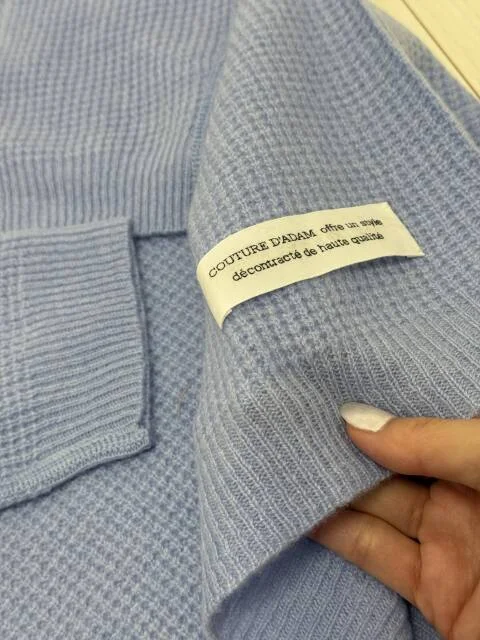 COUTURE D'ADAM offre un style
décontracté de haute qualité